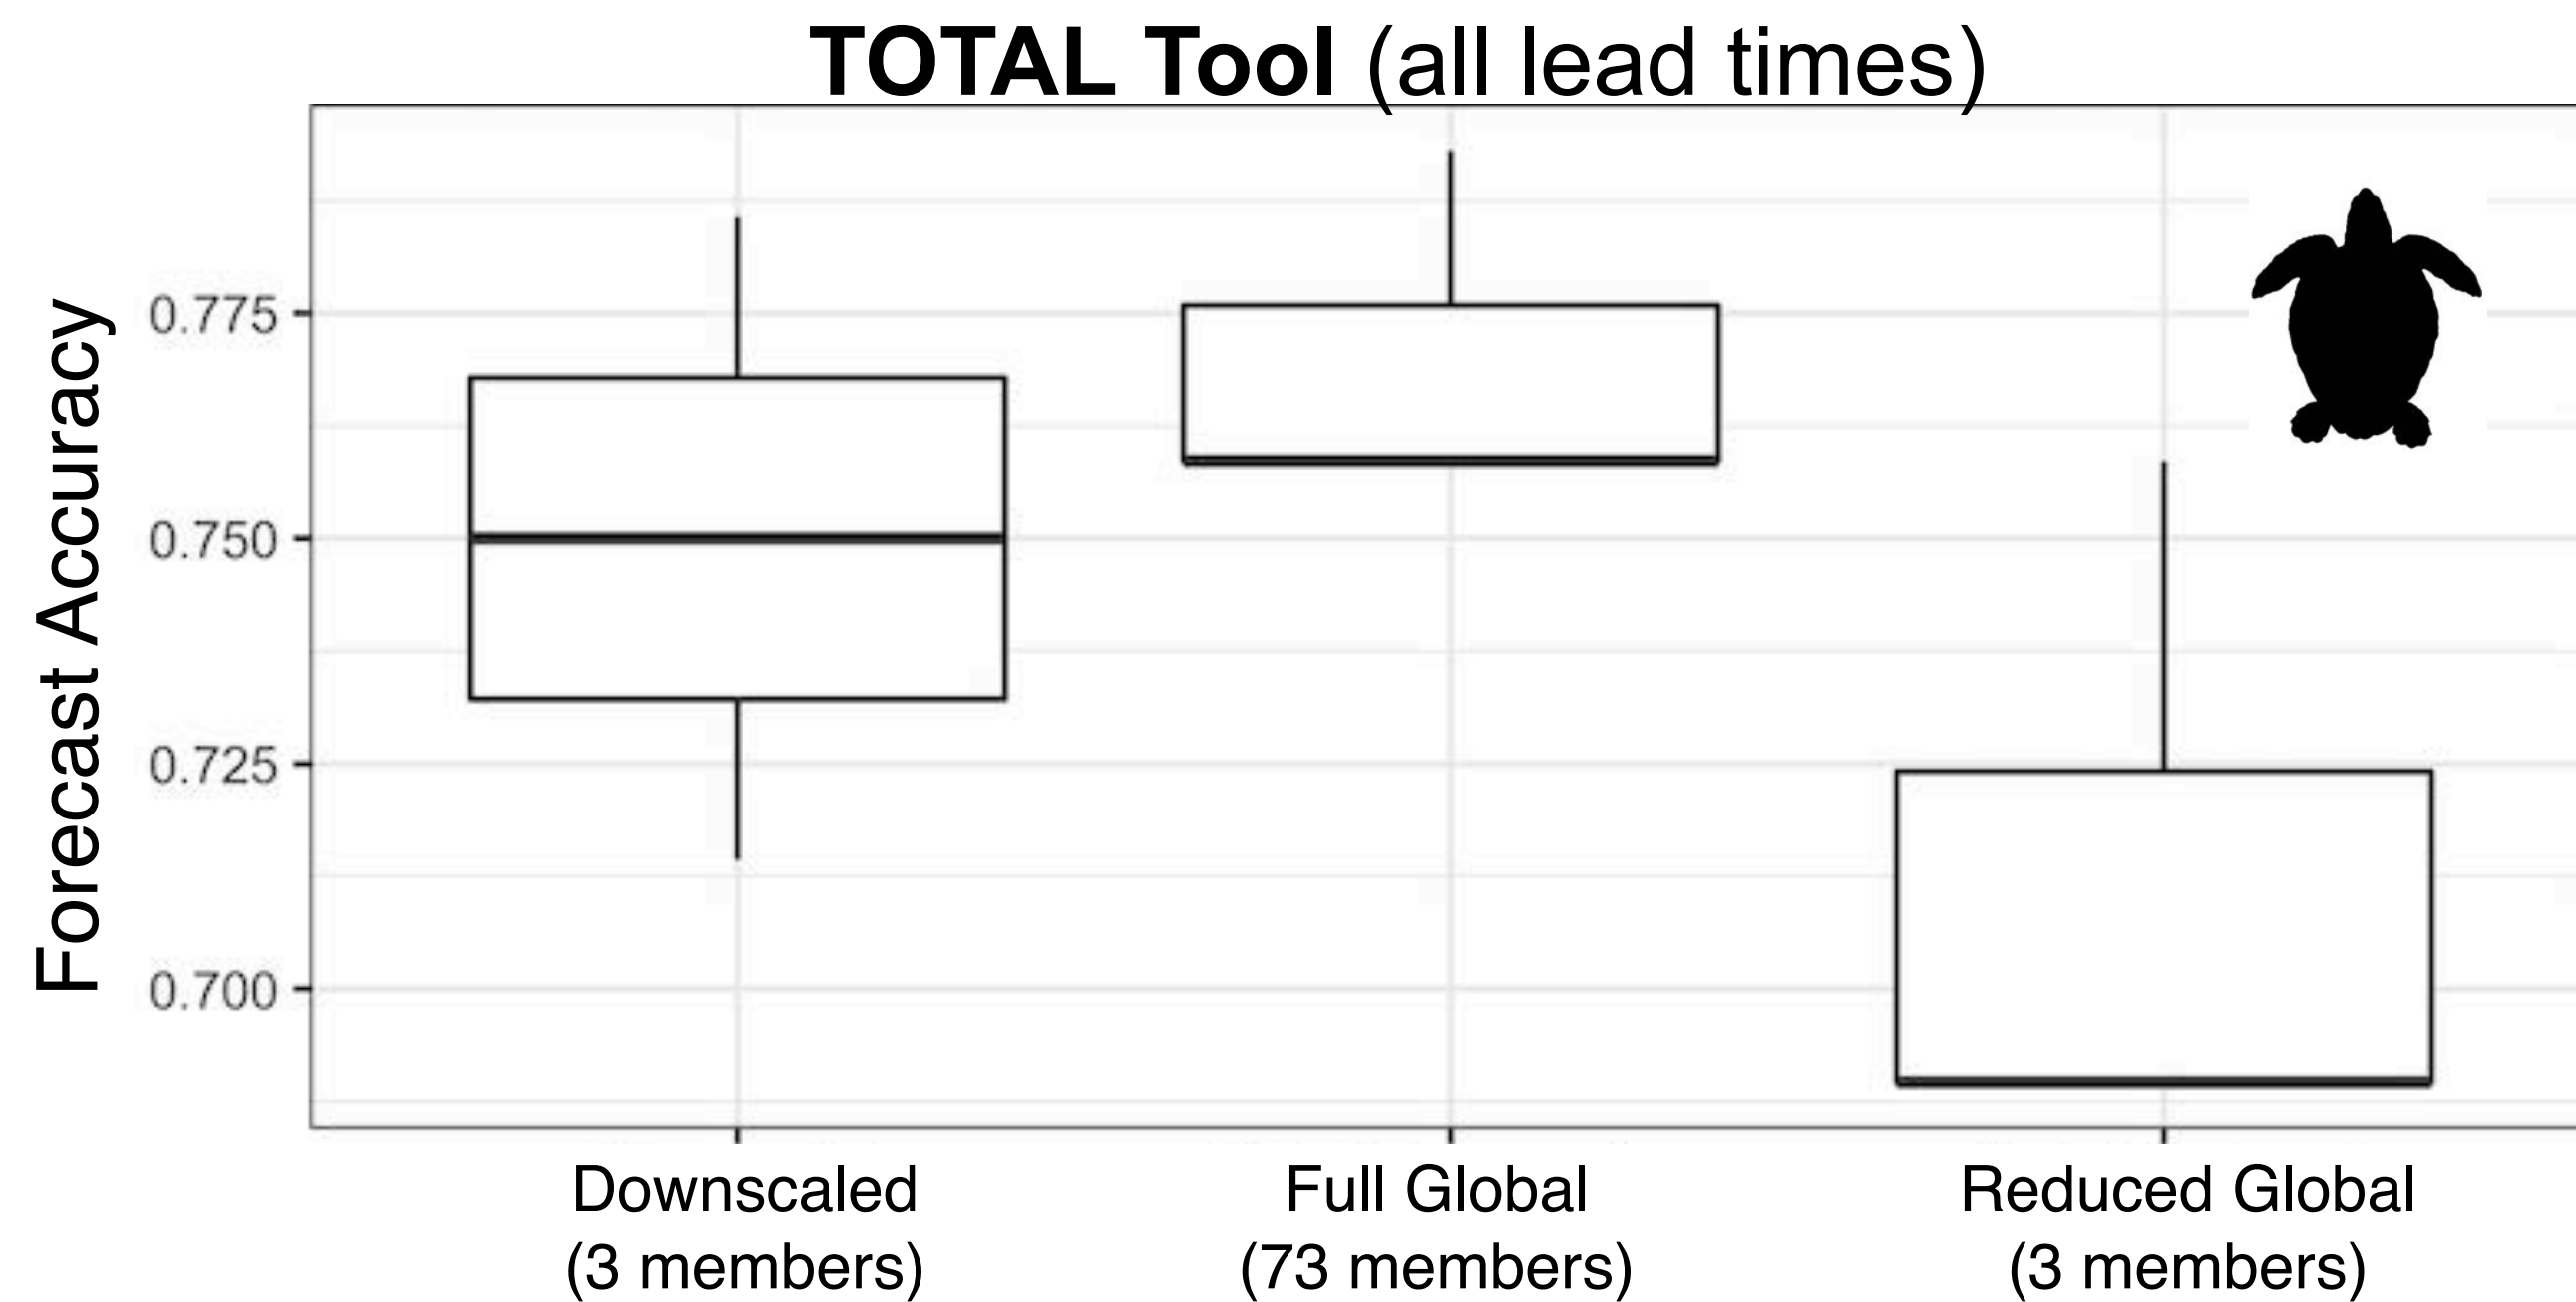 TOTAL Tool (all lead times)
Forecast Accuracy
0.775
0.750
0.725
0.700
Downscaled
(3 members)
Full Global
(73 members)
Reduced Global
(3 members)